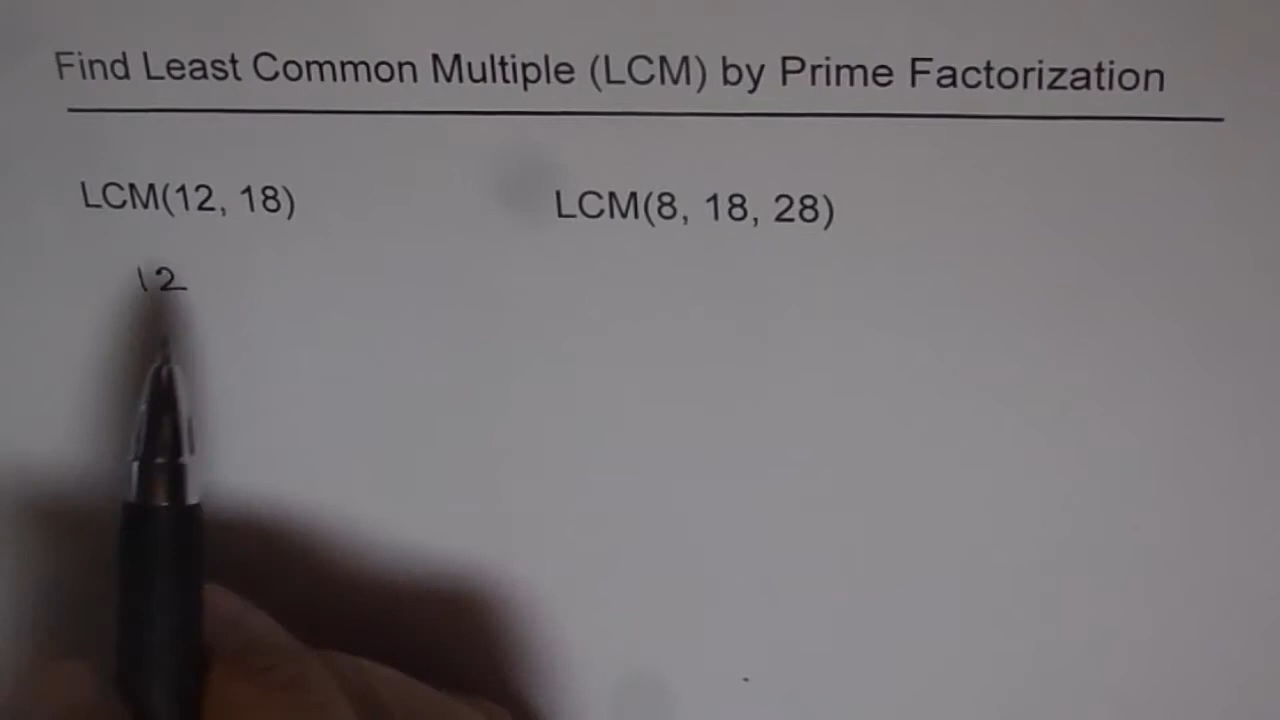 Find Least Common Multiple (LCM) by Prime Factorization
LCM(12, 18)
LCM(8, 18, 28)
12